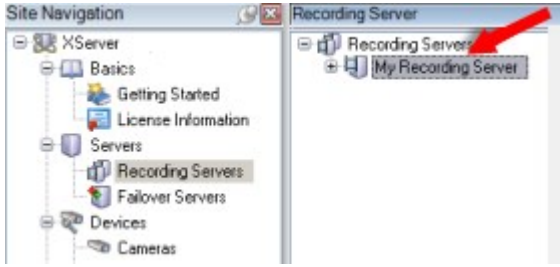 Site Navigation
XServer
Basics
Getting Started
License Information
Servers
Recording Servers
Failover Servers
Devices
Cameras
Recording Server
Recording Servers
My Recording Server